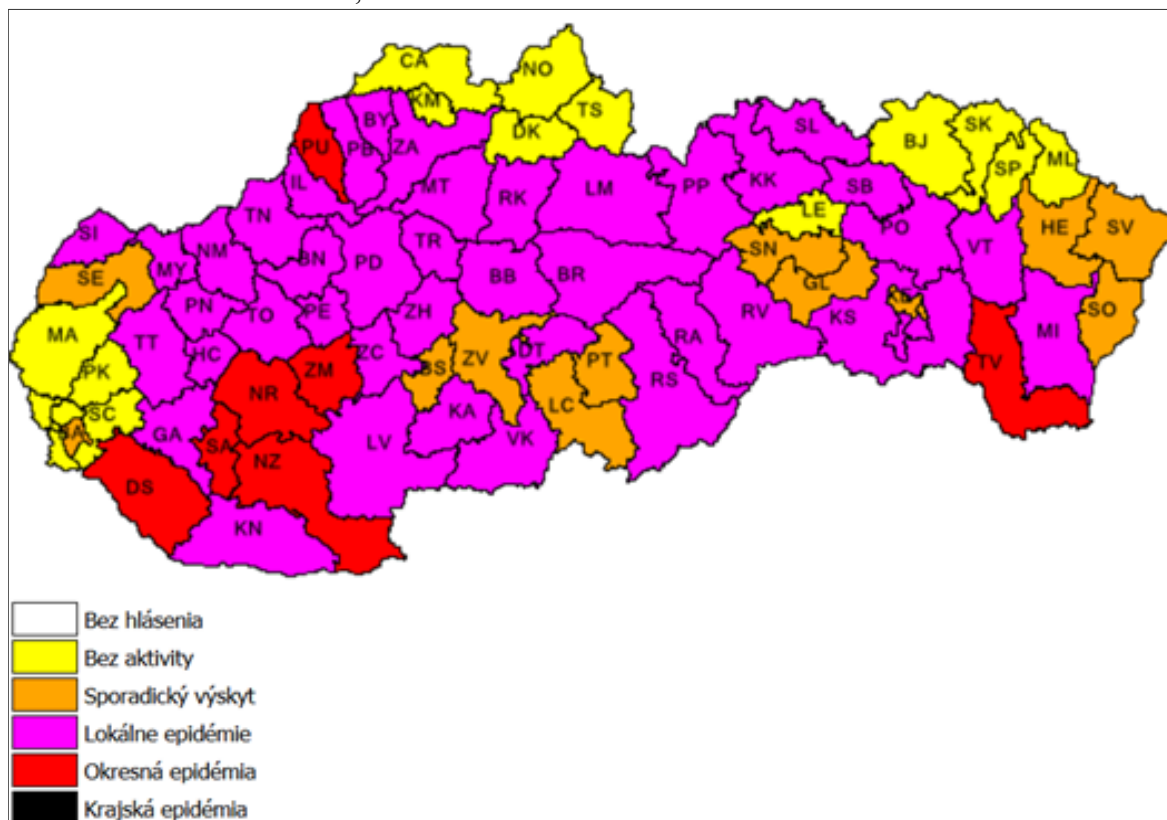 CA
NO
KM
TS
DK
PU
BY
PB
ZA
SL
BJ
SK
SP
ML
IL
MT
RK
LM
PP
KK
SB
LE
HE
SV
TN
SI
NM
MY
BN
PD
TR
BB
BR
SN
PO
VT
SE
PN
TO
PE
ZH
GL
KE
SO
MA
TT
HC
ZM
ZC
BS
ZV
DT
PT
RA
RV
KS
MI
TV
PK
NR
RS
SC
BA
GA
SA
NZ
LV
KA
VK
LC
DS
KN
Bez hlásenia
Bez aktivity
Sporadický výskyt
Lokálne epidémie
Okresná epidémia
Krajská epidémia